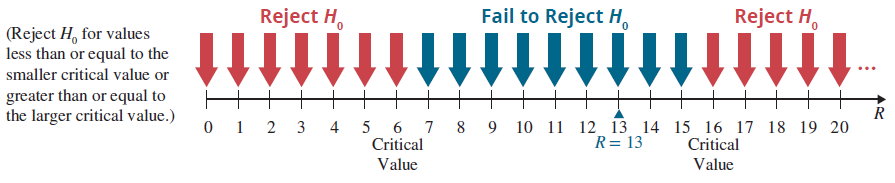 Reject H₀
Fail to Reject H₀
Reject H₀
(Reject H₀ for values
less than or equal to the
smaller critical value or
greater than or equal to
the larger critical value.)
...
R
0 1 2 3 4 5 6 7 8 9 10 11 12 13 14 15 16 17 18 19 20
Critical
Value
R = 13
Critical
Value